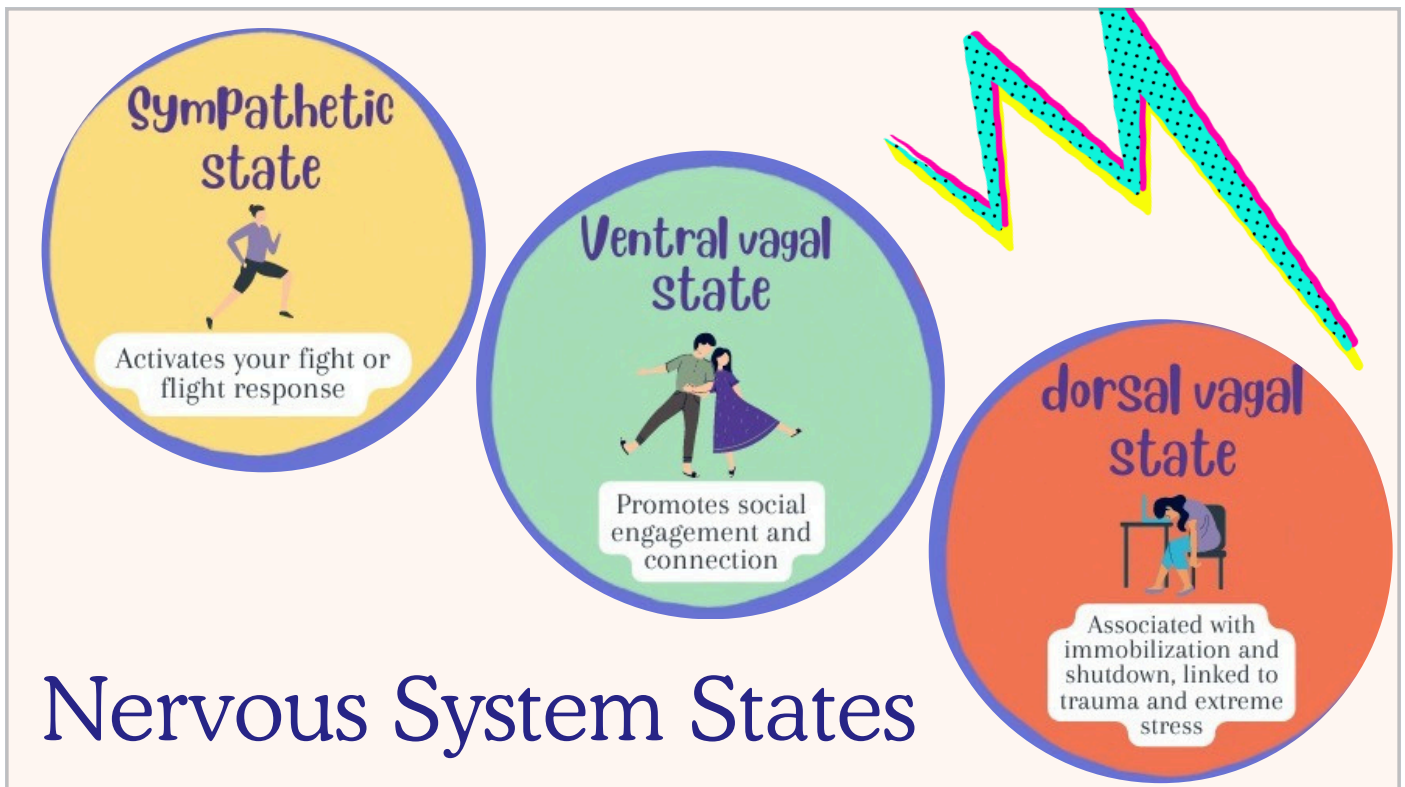 Sympathetic
state
Activates your fight or
flight response
Ventral vagal
state
Promotes social
engagement and
connection
dorsal vagal
state
Associated with
immobilization and
shutdown, linked to
trauma and extreme
stress
Nervous System States